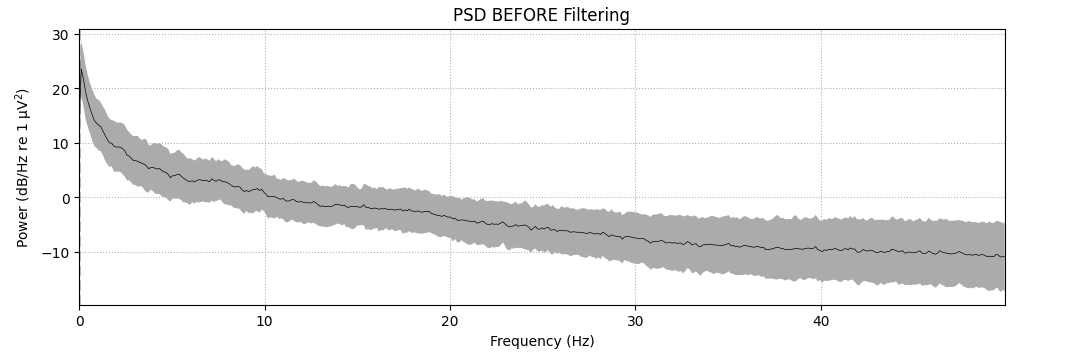 PSD BEFORE Filtering
Power (dB/Hz re 1 μV²)
30
20
10
0
−10
0 10 20 30 40
Frequency (Hz)